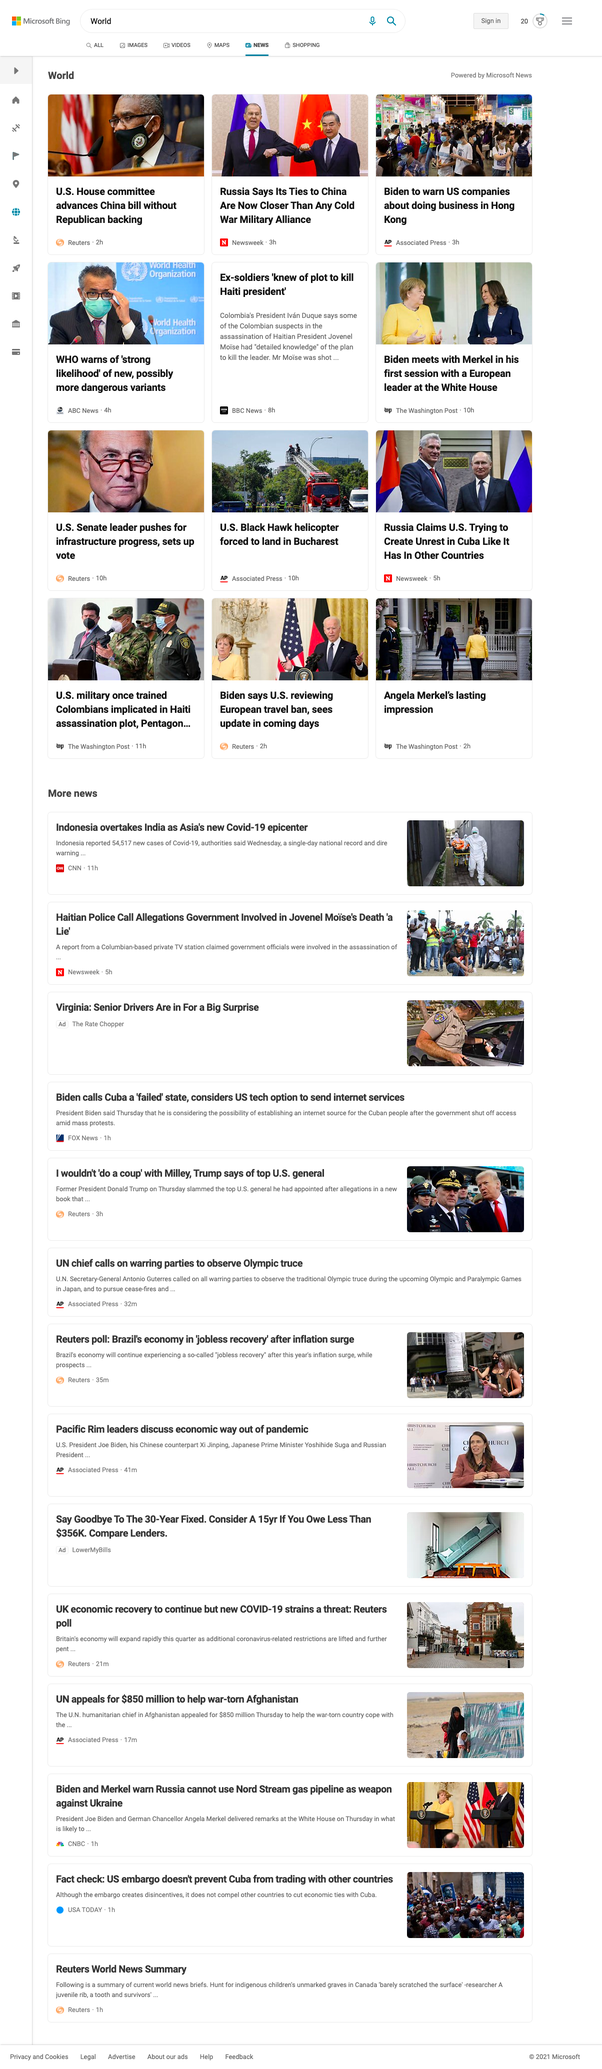 Microsoft Bing
World
Sign in
20
ALL
IMAGES
VIDEOS
MAPS
NEWS
SHOPPING
World
Powered by Microsoft News
U.S. House committee
advances China bill without
Republican backing
Reuters · 2h
Russia Says Its Ties to China
Are Now Closer Than Any Cold
War Military Alliance
N Newsweek · 3h
Biden to warn US companies
about doing business in Hong
Kong
AP Associated Press · 3h
World Health
Organization
WHO warns of 'strong
likelihood' of new, possibly
more dangerous variants
ABC News · 4h
Ex-soldiers 'knew of plot to kill
Haiti president'
Colombia's President Iván Duque says some
of the Colombian suspects in the
assassination of Haitian President Jovenel
Moïse had "detailed knowledge" of the plan
to kill the leader. Mr Moïse was shot ...
BBC News · 8h
Biden meets with Merkel in his
first session with a European
leader at the White House
wp The Washington Post · 10h
U.S. Senate leader pushes for
infrastructure progress, sets up
vote
Reuters · 10h
U.S. Black Hawk helicopter
forced to land in Bucharest
AP Associated Press · 10h
Russia Claims U.S. Trying to
Create Unrest in Cuba Like It
Has In Other Countries
N Newsweek · 5h
U.S. military once trained
Colombians implicated in Haiti
assassination plot, Pentagon...
wp The Washington Post · 11h
Biden says U.S. reviewing
European travel ban, sees
update in coming days
Reuters · 2h
Angela Merkel's lasting
impression
wp The Washington Post · 2h
More news
Indonesia overtakes India as Asia's new Covid-19 epicenter
Indonesia reported 54,517 new cases of Covid-19, authorities said Wednesday, a single-day national record and dire
warning ...
CNN CNN · 11h
Haitian Police Call Allegations Government Involved in Jovenel Moïse's Death 'a
Lie'
A report from a Columbian-based private TV station claimed government officials were involved in the assassination of
...
N Newsweek · 5h
Virginia: Senior Drivers Are in For a Big Surprise
Ad The Rate Chopper
Biden calls Cuba a 'failed' state, considers US tech option to send internet services
President Biden said Thursday that he is considering the possibility of establishing an internet source for the Cuban people after the government shut off access
amid mass protests.
FOX News · 1h
I wouldn't 'do a coup' with Milley, Trump says of top U.S. general
Former President Donald Trump on Thursday slammed the top U.S. general he had appointed after allegations in a new
book that ...
Reuters · 3h
UN chief calls on warring parties to observe Olympic truce
U.N. Secretary-General Antonio Guterres called on all warring parties to observe the traditional Olympic truce during the upcoming Olympic and Paralympic Games
in Japan, and to pursue cease-fires and ...
AP Associated Press · 32m
Reuters poll: Brazil's economy in 'jobless recovery' after inflation surge
Brazil's economy will continue experiencing a so-called "jobless recovery" after this year's inflation surge, while
prospects ...
Reuters · 35m
Pacific Rim leaders discuss economic way out of pandemic
U.S. President Joe Biden, his Chinese counterpart Xi Jinping, Japanese Prime Minister Yoshihide Suga and Russian
President ...
AP Associated Press · 41m
Say Goodbye To The 30-Year Fixed. Consider A 15yr If You Owe Less Than
$356K. Compare Lenders.
Ad LowerMyBills
UK economic recovery to continue but new COVID-19 strains a threat: Reuters
poll
Britain's economy will expand rapidly this quarter as additional coronavirus-related restrictions are lifted and further
pent ...
Reuters · 21m
UN appeals for $850 million to help war-torn Afghanistan
The U.N. humanitarian chief in Afghanistan appealed for $850 million Thursday to help the war-torn country cope with
the ...
AP Associated Press · 17m
Biden and Merkel warn Russia cannot use Nord Stream gas pipeline as weapon
against Ukraine
President Joe Biden and German Chancellor Angela Merkel delivered remarks at the White House on Thursday in what
is likely to ...
CNBC · 1h
Fact check: US embargo doesn't prevent Cuba from trading with other countries
Although the embargo creates disincentives, it does not compel other countries to cut economic ties with Cuba.
USA TODAY · 1h
Reuters World News Summary
Following is a summary of current world news briefs. Hunt for indigenous children's unmarked graves in Canada 'barely scratched the surface' -researcher A
juvenile rib, a tooth and survivors' ...
Reuters · 1h
Privacy and Cookies
Legal
Advertise
About our ads
Help
Feedback
© 2021 Microsoft